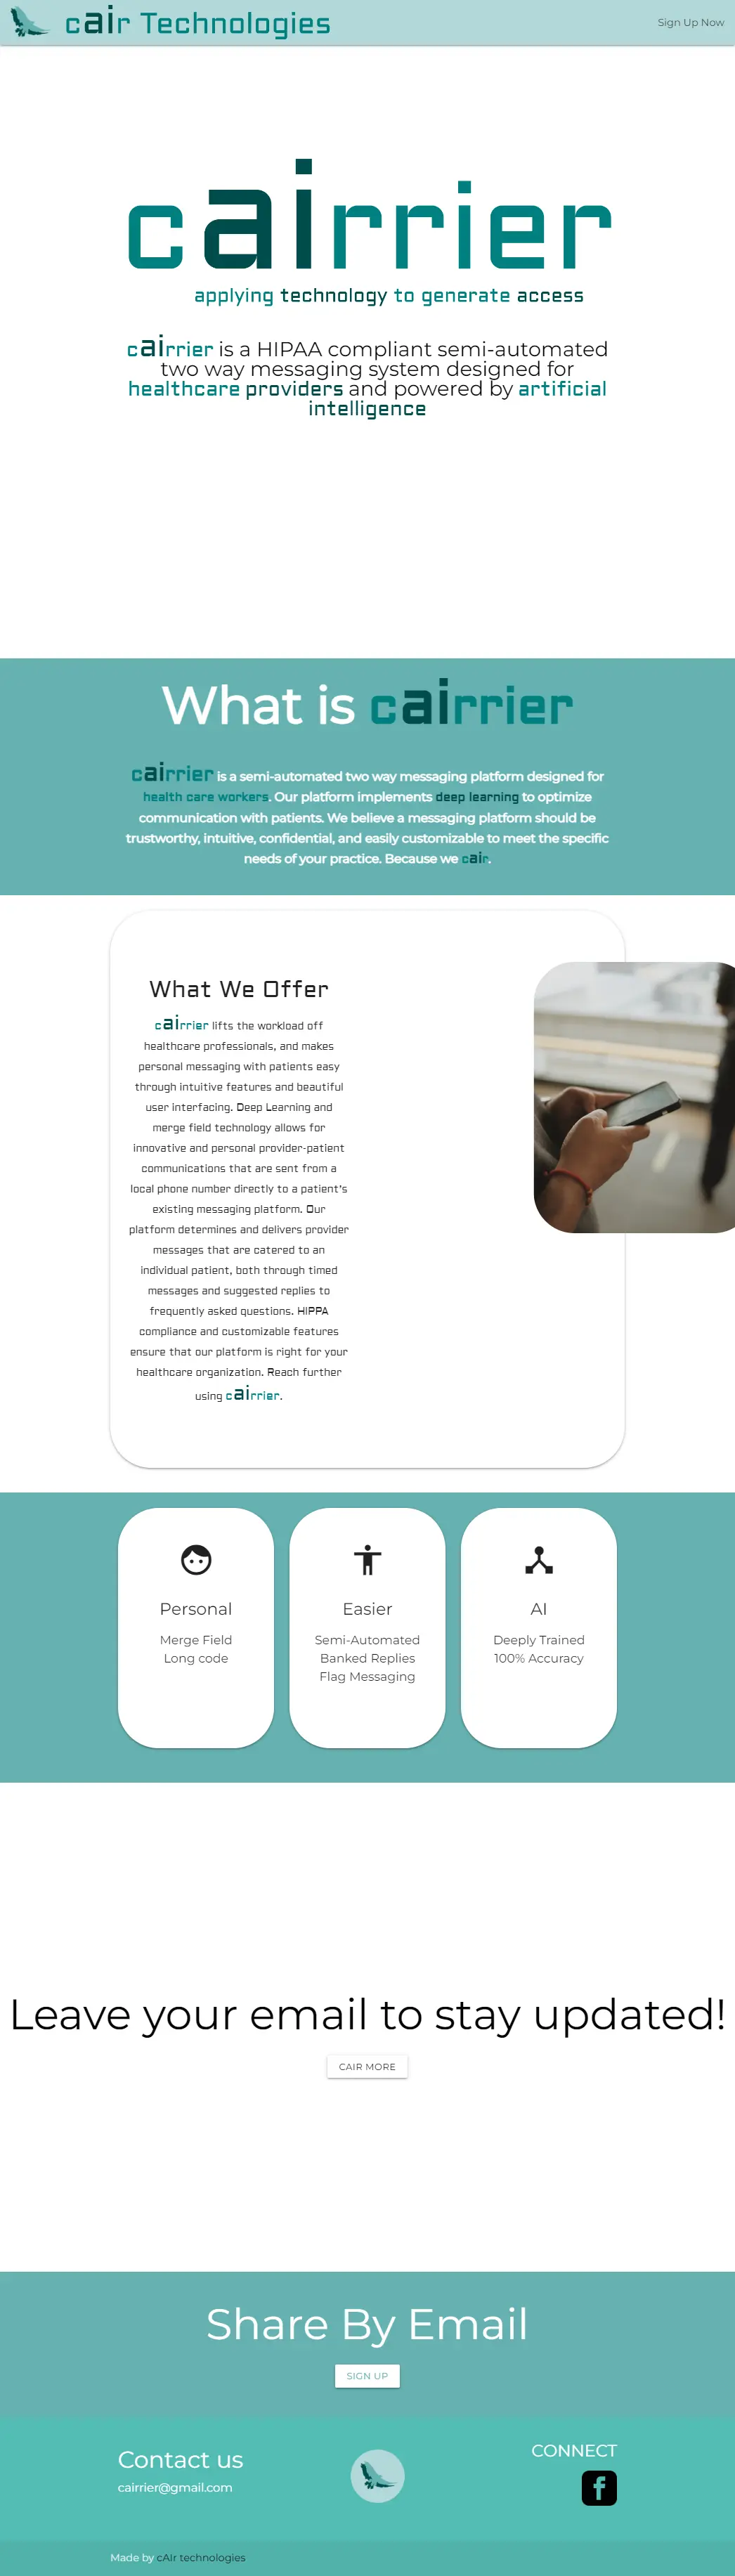 cair Technologies
Sign Up Now
cairrier
applying technology to generate access
cairrier is a HIPAA compliant semi-automated
two way messaging system designed for
healthcare providers and powered by artificial
intelligence
What is cairrier
cairrier is a semi-automated two way messaging platform designed for
health care workers. Our platform implements deep learning to optimize
communication with patients. We believe a messaging platform should be
trustworthy, intuitive, confidential, and easily customizable to meet the specific
needs of your practice. Because we cair.
What We Offer
cairrier lifts the workload off
healthcare professionals, and makes
personal messaging with patients easy
through intuitive features and beautiful
user interfacing. Deep Learning and
merge field technology allows for
innovative and personal provider-patient
communications that are sent from a
local phone number directly to a patient's
existing messaging platform. Our
platform determines and delivers provider
messages that are catered to an
individual patient, both through timed
messages and suggested replies to
frequently asked questions. HIPPA
compliance and customizable features
ensure that our platform is right for your
healthcare organization. Reach further
using cairrier.
Personal
Merge Field
Long code
Easier
Semi-Automated
Banked Replies
Flag Messaging
AI
Deeply Trained
100% Accuracy
Leave your email to stay updated!
CAIR MORE
Share By Email
SIGN UP
Contact us
cairrier@gmail.com
CONNECT
Made by cAIr technologies